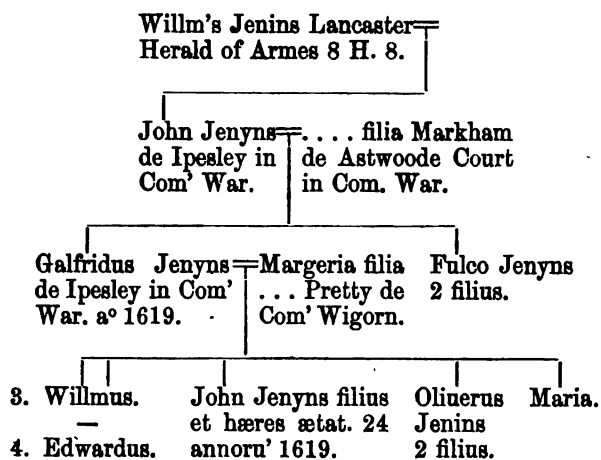 Willm's Jenins Lancaster
Herald of Armes 8 H. 8.
John Jenyns
de Ipesley in
Com' War.
. . . . filia Markham
de Astwoode Court
in Com. War.
Galfridus Jenyns
de Ipesley in Com'
War. aº 1619.
Margeria filia
. . . Pretty de
Com' Wigorn.
Fulco Jenyns
2 filius.
3. Willmus.
—
4. Edwardus.
John Jenyns filius
et hæres ætat. 24
annoru' 1619.
Oliuerus
Jenins
2 filius.
Maria.